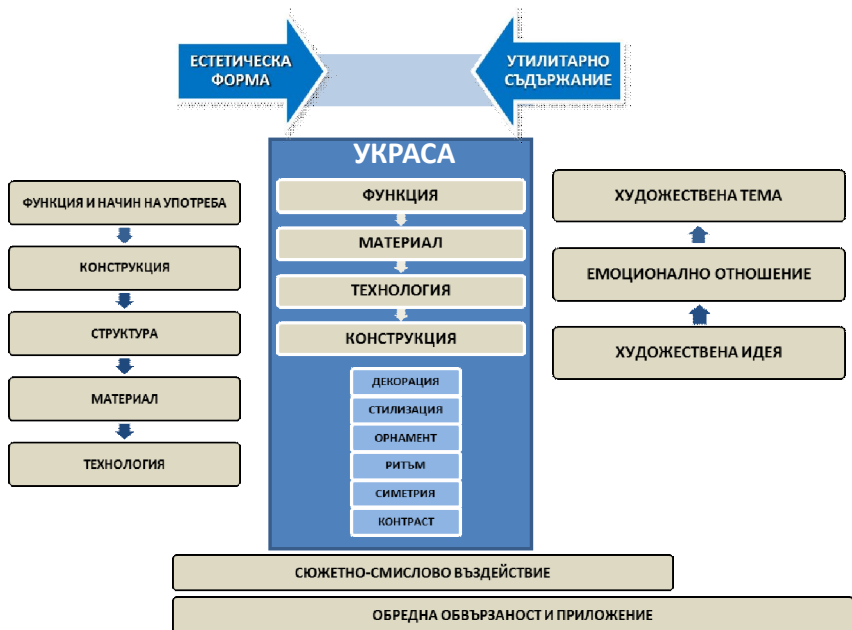 ЕСТЕТИЧЕСКА
ФОРМА
УТИЛИТАРНО
СЪДЪРЖАНИЕ
ФУНКЦИЯ И НАЧИН НА УПОТРЕБА
КОНСТРУКЦИЯ
СТРУКТУРА
МАТЕРИАЛ
ТЕХНОЛОГИЯ
УКРАСА
ФУНКЦИЯ
МАТЕРИАЛ
ТЕХНОЛОГИЯ
КОНСТРУКЦИЯ
ДЕКОРАЦИЯ
СТИЛИЗАЦИЯ
ОРНАМЕНТ
РИТЪМ
СИМЕТРИЯ
КОНТРАСТ
ХУДОЖЕСТВЕНА ТЕМА
ЕМОЦИОНАЛНО ОТНОШЕНИЕ
ХУДОЖЕСТВЕНА ИДЕЯ
СЮЖЕТНО-СМИСЛОВО ВЪЗДЕЙСТВИЕ
ОБРЕДНА ОБВЪРЗАНОСТ И ПРИЛОЖЕНИЕ